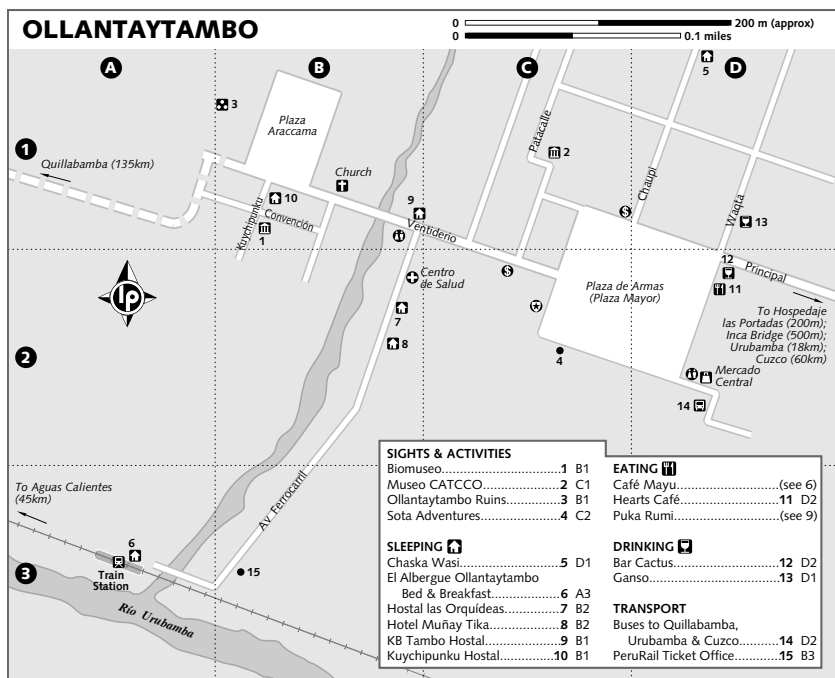 OLLANTAYTAMBO
0 200 m (approx)
0 0.1 miles
A
B
C
D
1
2
3
3
Plaza
Araccama
Quillabamba (135km)
Church
10
Kuychipunku
Convención
1
9
Ventiderio
Patacalle
2
5
Chaupi
Waqta
13
12
Principal
11
Plaza de Armas
(Plaza Mayor)
To Hospedaje
las Portadas (200m);
Inca Bridge (500m);
Urubamba (18km);
Cuzco (60km)
lp
Centro
de Salud
7
8
4
Mercado
Central
14
To Aguas Calientes
(45km)
6
Train
Station
Av Ferrocarril
15
Río Urubamba
SIGHTS & ACTIVITIES
Biomuseo 1 B1
Museo CATCCO 2 C1
Ollantaytambo Ruins 3 B1
Sota Adventures 4 C2
SLEEPING
Chaska Wasi 5 D1
El Albergue Ollantaytambo
Bed & Breakfast 6 A3
Hostal las Orquídeas 7 B2
Hotel Muñay Tika 8 B2
KB Tambo Hostal 9 B1
Kuychipunku Hostal 10 B1
EATING
Café Mayu (see 6)
Hearts Café 11 D2
Puka Rumi (see 9)
DRINKING
Bar Cactus 12 D2
Ganso 13 D1
TRANSPORT
Buses to Quillabamba,
Urubamba & Cuzco 14 D2
PeruRail Ticket Office 15 B3